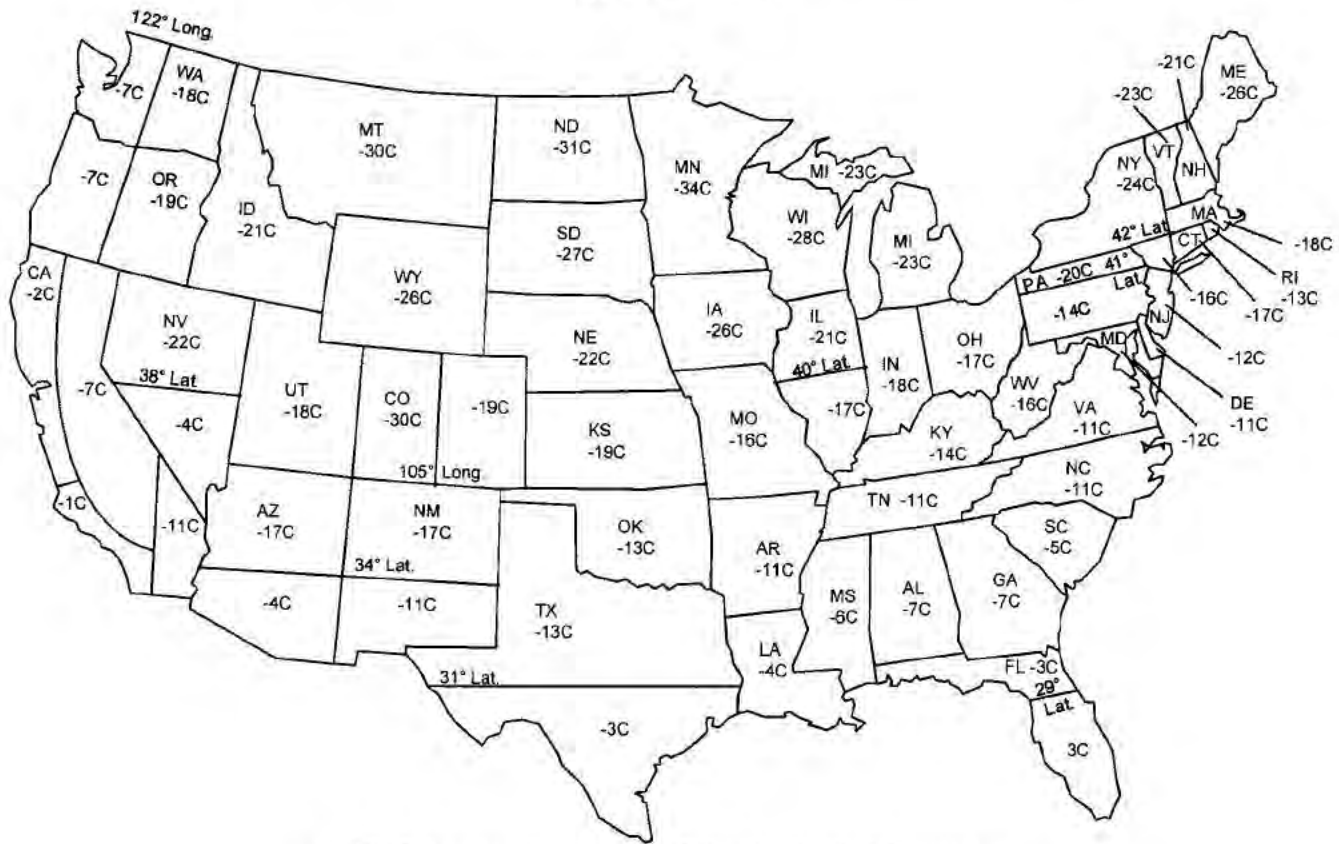 122° Long.
-7C
WA
-18C
MT
-30C
ND
-31C
MN
-34C
MI -23C
-21C
-23C
ME
-26C
VT
NH
NY
-24C
-7C
OR
-19C
ID
-21C
SD
-27C
WI
-28C
MI
-23C
42° Lat.
MA
CT
-18C
RI
-13C
-17C
-16C
CA
-2C
WY
-26C
PA -20C 41°
Lat.
-14C
NJ
-12C
NV
-22C
38° Lat.
NE
-22C
IA
-26C
IL
-21C
40° Lat.
OH
-17C
MD
IN
-18C
WV
-16C
DE
-11C
-12C
-7C
-4C
UT
-18C
CO
-30C
-19C
105° Long.
KS
-19C
MO
-16C
-17C
KY
-14C
VA
-11C
-1C
-11C
AZ
-17C
NM
-17C
34° Lat.
OK
-13C
TN -11C
NC
-11C
AR
-11C
SC
-5C
-4C
-11C
TX
-13C
MS
-6C
AL
-7C
GA
-7C
31° Lat.
LA
-4C
FL -3C
29°
Lat.
-3C
3C